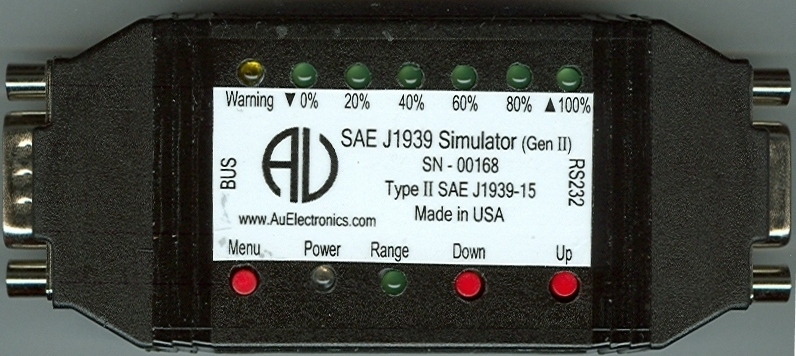 Warning ▼ 0% 20% 40% 60% 80% ▲100%
AU
SAE J1939 Simulator (Gen II)
SN - 00168
Type II SAE J1939-15
Made in USA
BUS
RS232
www.AuElectronics.com
Menu Power Range Down Up